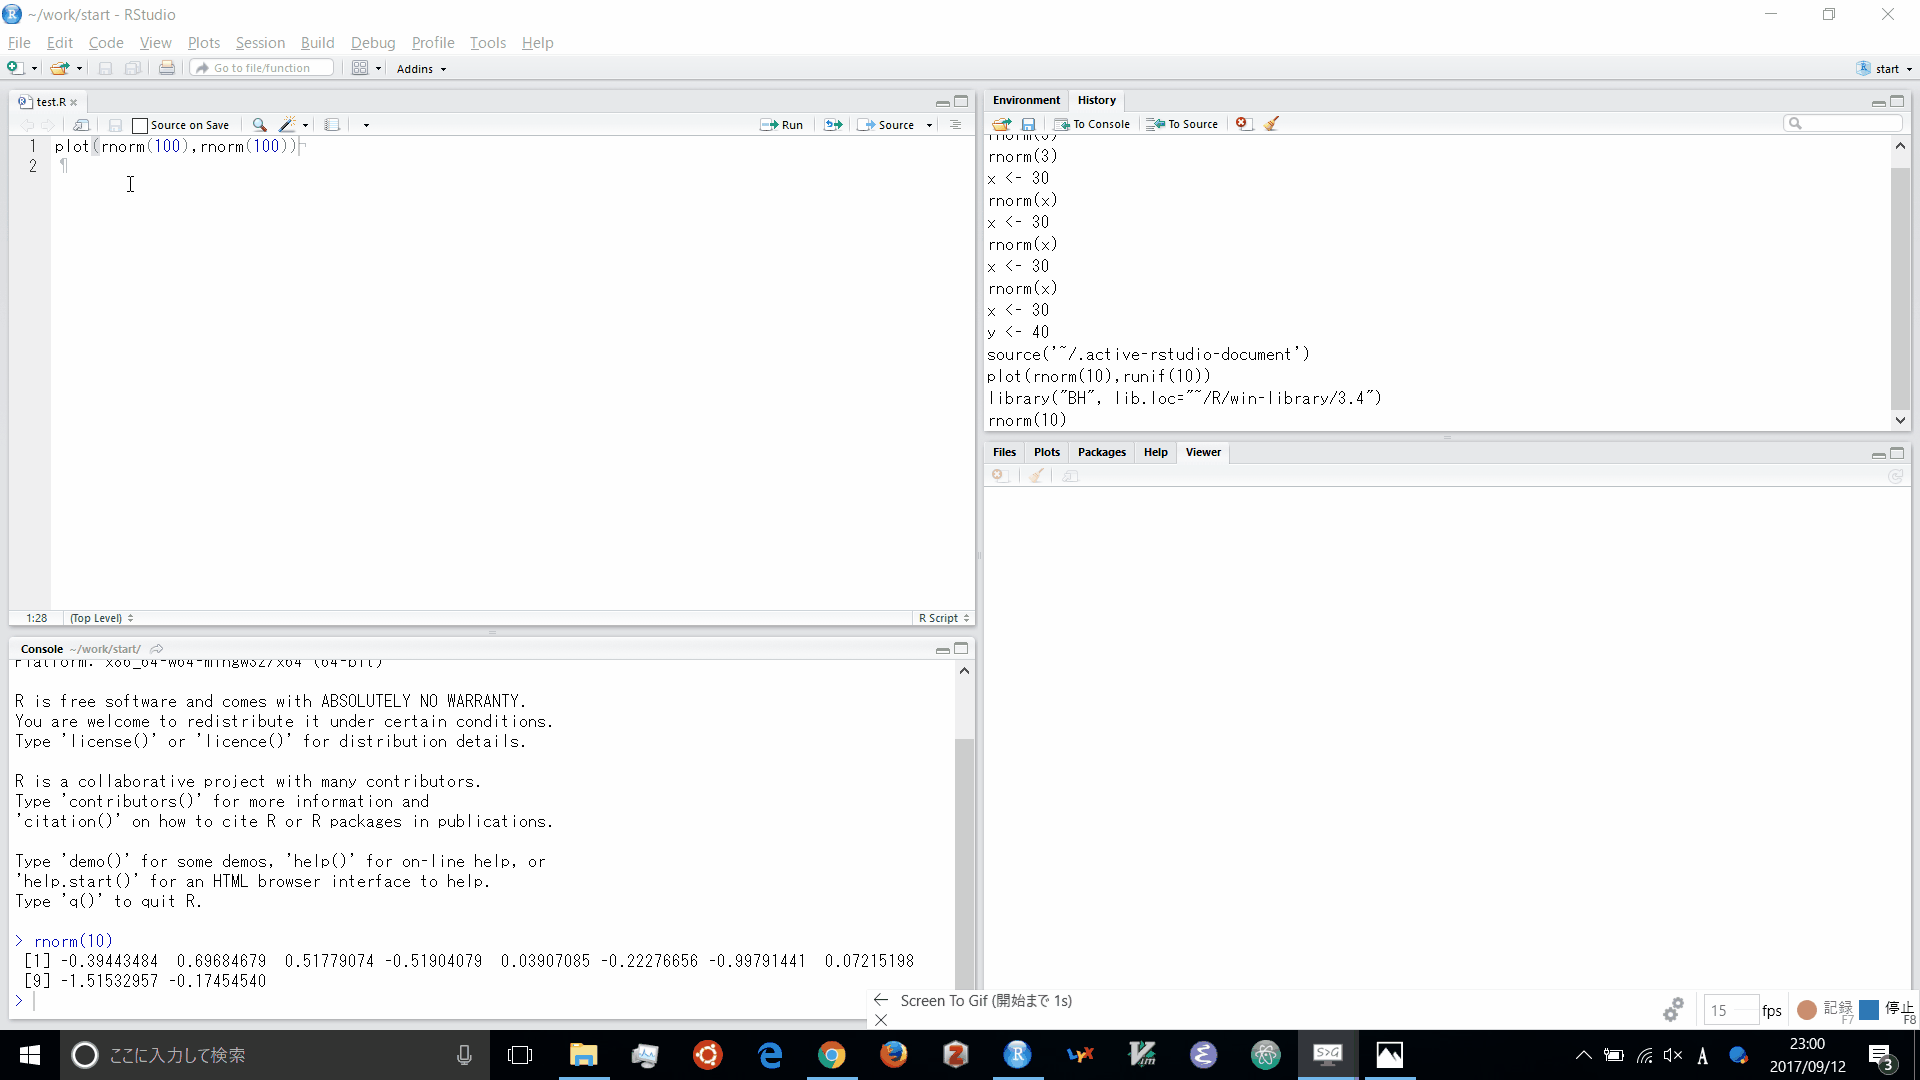 ~/work/start - RStudio
File Edit Code View Plots Session Build Debug Profile Tools Help
Go to file/function Addins start
test.R
Source on Save Run Source
1 plot(rnorm(100),rnorm(100))
2
1:28 (Top Level) R Script
Console ~/work/start/
Platform: x86_64-w64-mingw32/x64 (64-bit)
R is free software and comes with ABSOLUTELY NO WARRANTY.
You are welcome to redistribute it under certain conditions.
Type 'license()' or 'licence()' for distribution details.
R is a collaborative project with many contributors.
Type 'contributors()' for more information and
'citation()' on how to cite R or R packages in publications.
Type 'demo()' for some demos, 'help()' for on-line help, or
'help.start()' for an HTML browser interface to help.
Type 'q()' to quit R.
> rnorm(10)
[1] -0.39443484 0.69684679 0.51779074 -0.51904079 0.03907085 -0.22276656 -0.99791441 0.07215198
[9] -1.51532957 -0.17454540
>
Environment History
To Console To Source
rnorm(3)
rnorm(3)
x <- 30
rnorm(x)
x <- 30
rnorm(x)
x <- 30
rnorm(x)
x <- 30
y <- 40
source('~/.active-rstudio-document')
plot(rnorm(10),runif(10))
library("BH", lib.loc="~/R/win-library/3.4")
rnorm(10)
Files Plots Packages Help Viewer
Screen To Gif (開始まで 1s)
15 fps 記録 F7 停止 F8
ここに入力して検索
S>G
A
23:00
2017/09/12
3